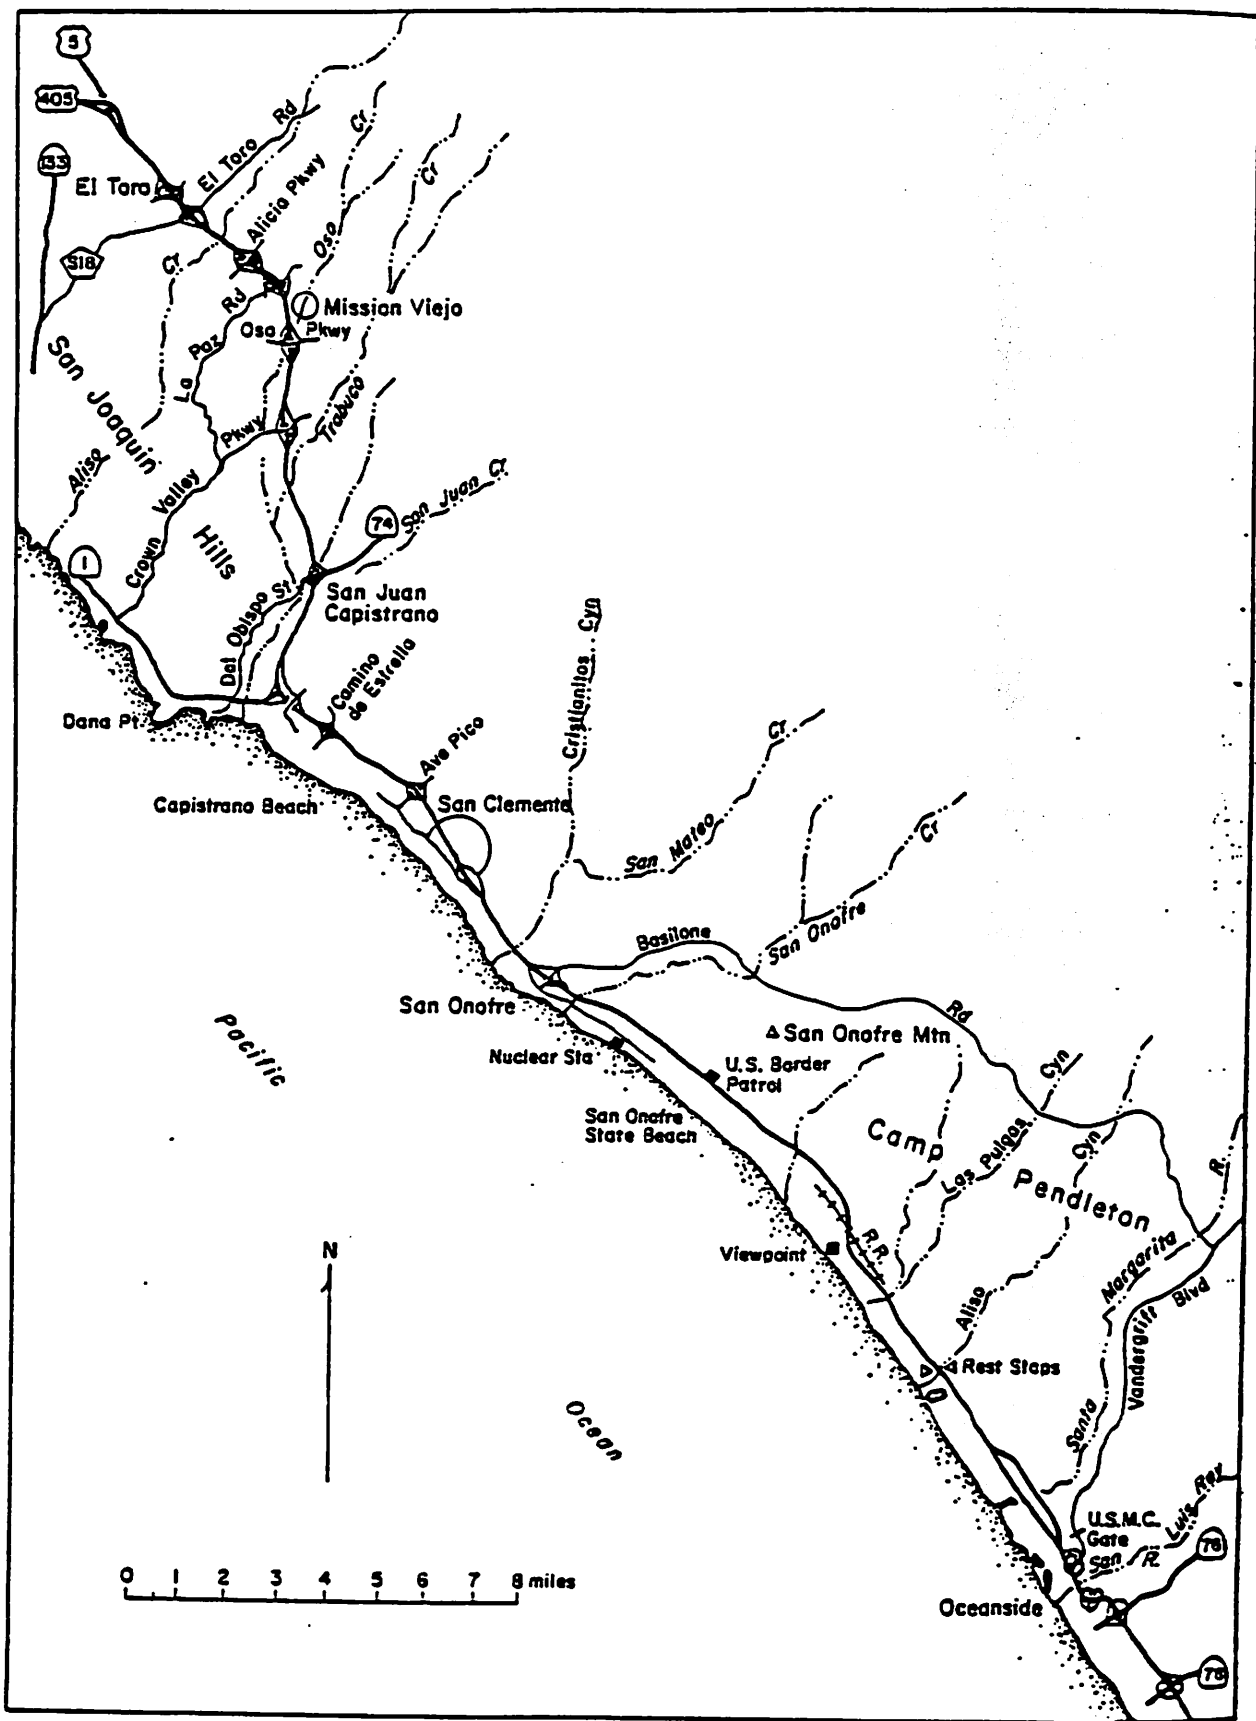 5
405
133
El Toro
El Toro Rd
Cr
Cr
Alicia Pkwy
Oso
S18
Cr
La Paz Rd
Mission Viejo
Oso Pkwy
San Joaquin
Hills
Trabuco
Aliso
Crown Valley Pkwy
74
San Juan Cr
1
San Juan
Capistrano
Del Obispo St
Camino
de Estrella
Cristianitos Cyn
Dana Pt
Ave Pico
Capistrano Beach
San Clemente
San Mateo Cr
San Onofre Cr
Basilone Rd
San Onofre
Pacific
Nuclear Sta
San Onofre Mtn
U.S. Border
Patrol
San Onofre
State Beach
Camp
Pendleton
Las Pulgas Cyn
Cyn
Aliso
R.
N
Viewpoint
R.R.
Santa Margarita
Vandergrift Blvd
Rest Stops
Ocean
U.S.M.C.
Gate
San Luis Rey
R.
76
0 1 2 3 4 5 6 7 8 miles
Oceanside
78